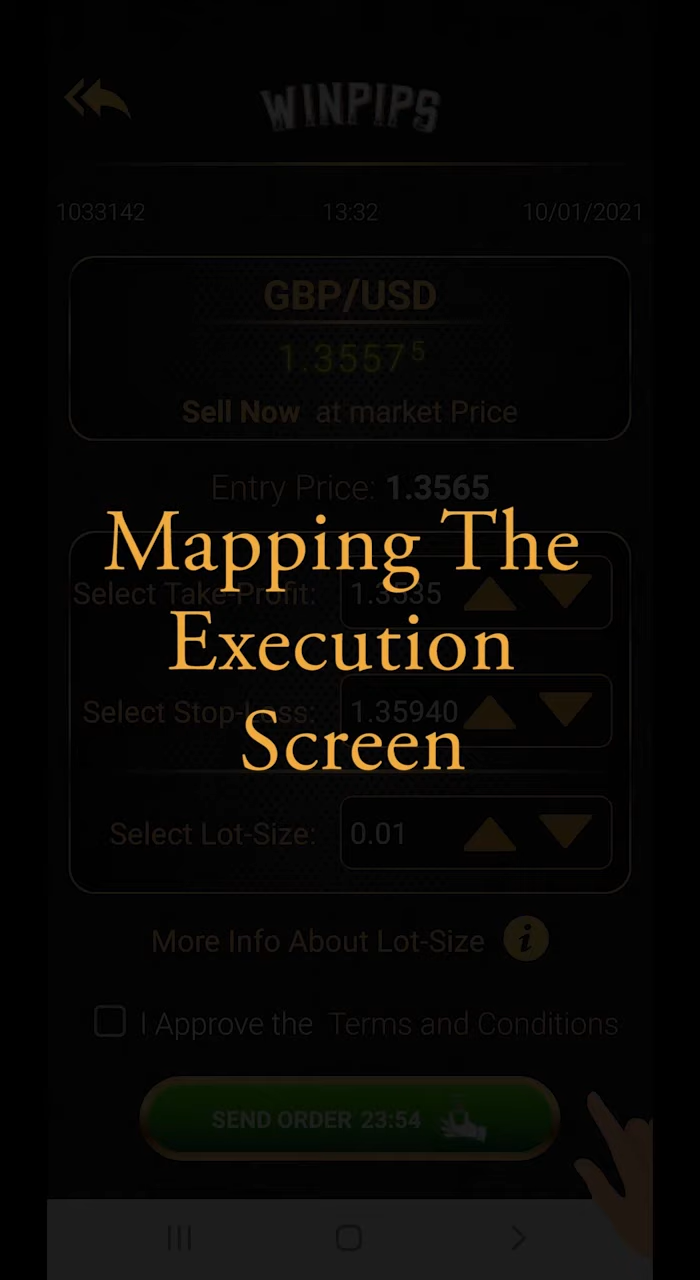 WINPIPS
1033142 13:32 10/01/2021
GBP/USD
1.3557⁵
Sell Now at market Price
Entry Price: 1.3565
Mapping The
Select Take-Profit: 1.3535
Execution
Select Stop-Loss: 1.35940
Screen
Select Lot-Size: 0.01
More Info About Lot-Size i
I Approve the Terms and Conditions
SEND ORDER 23:54